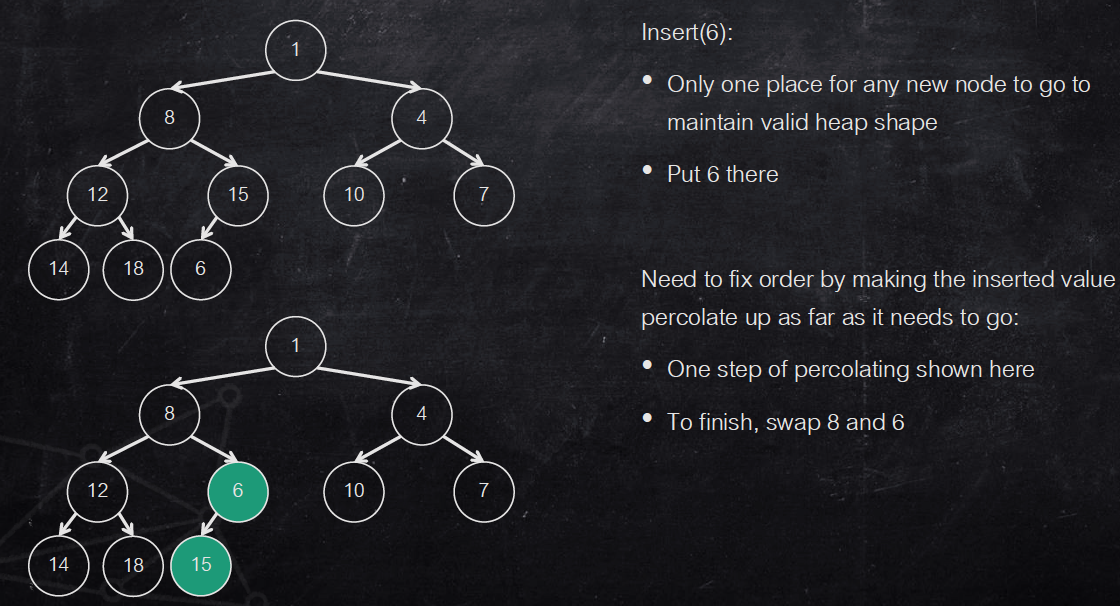 1
8 4
12 15 10 7
14 18 6
1
8 4
12 6 10 7
14 18 15
Insert(6):
• Only one place for any new node to go to
maintain valid heap shape
• Put 6 there
Need to fix order by making the inserted value
percolate up as far as it needs to go:
• One step of percolating shown here
• To finish, swap 8 and 6